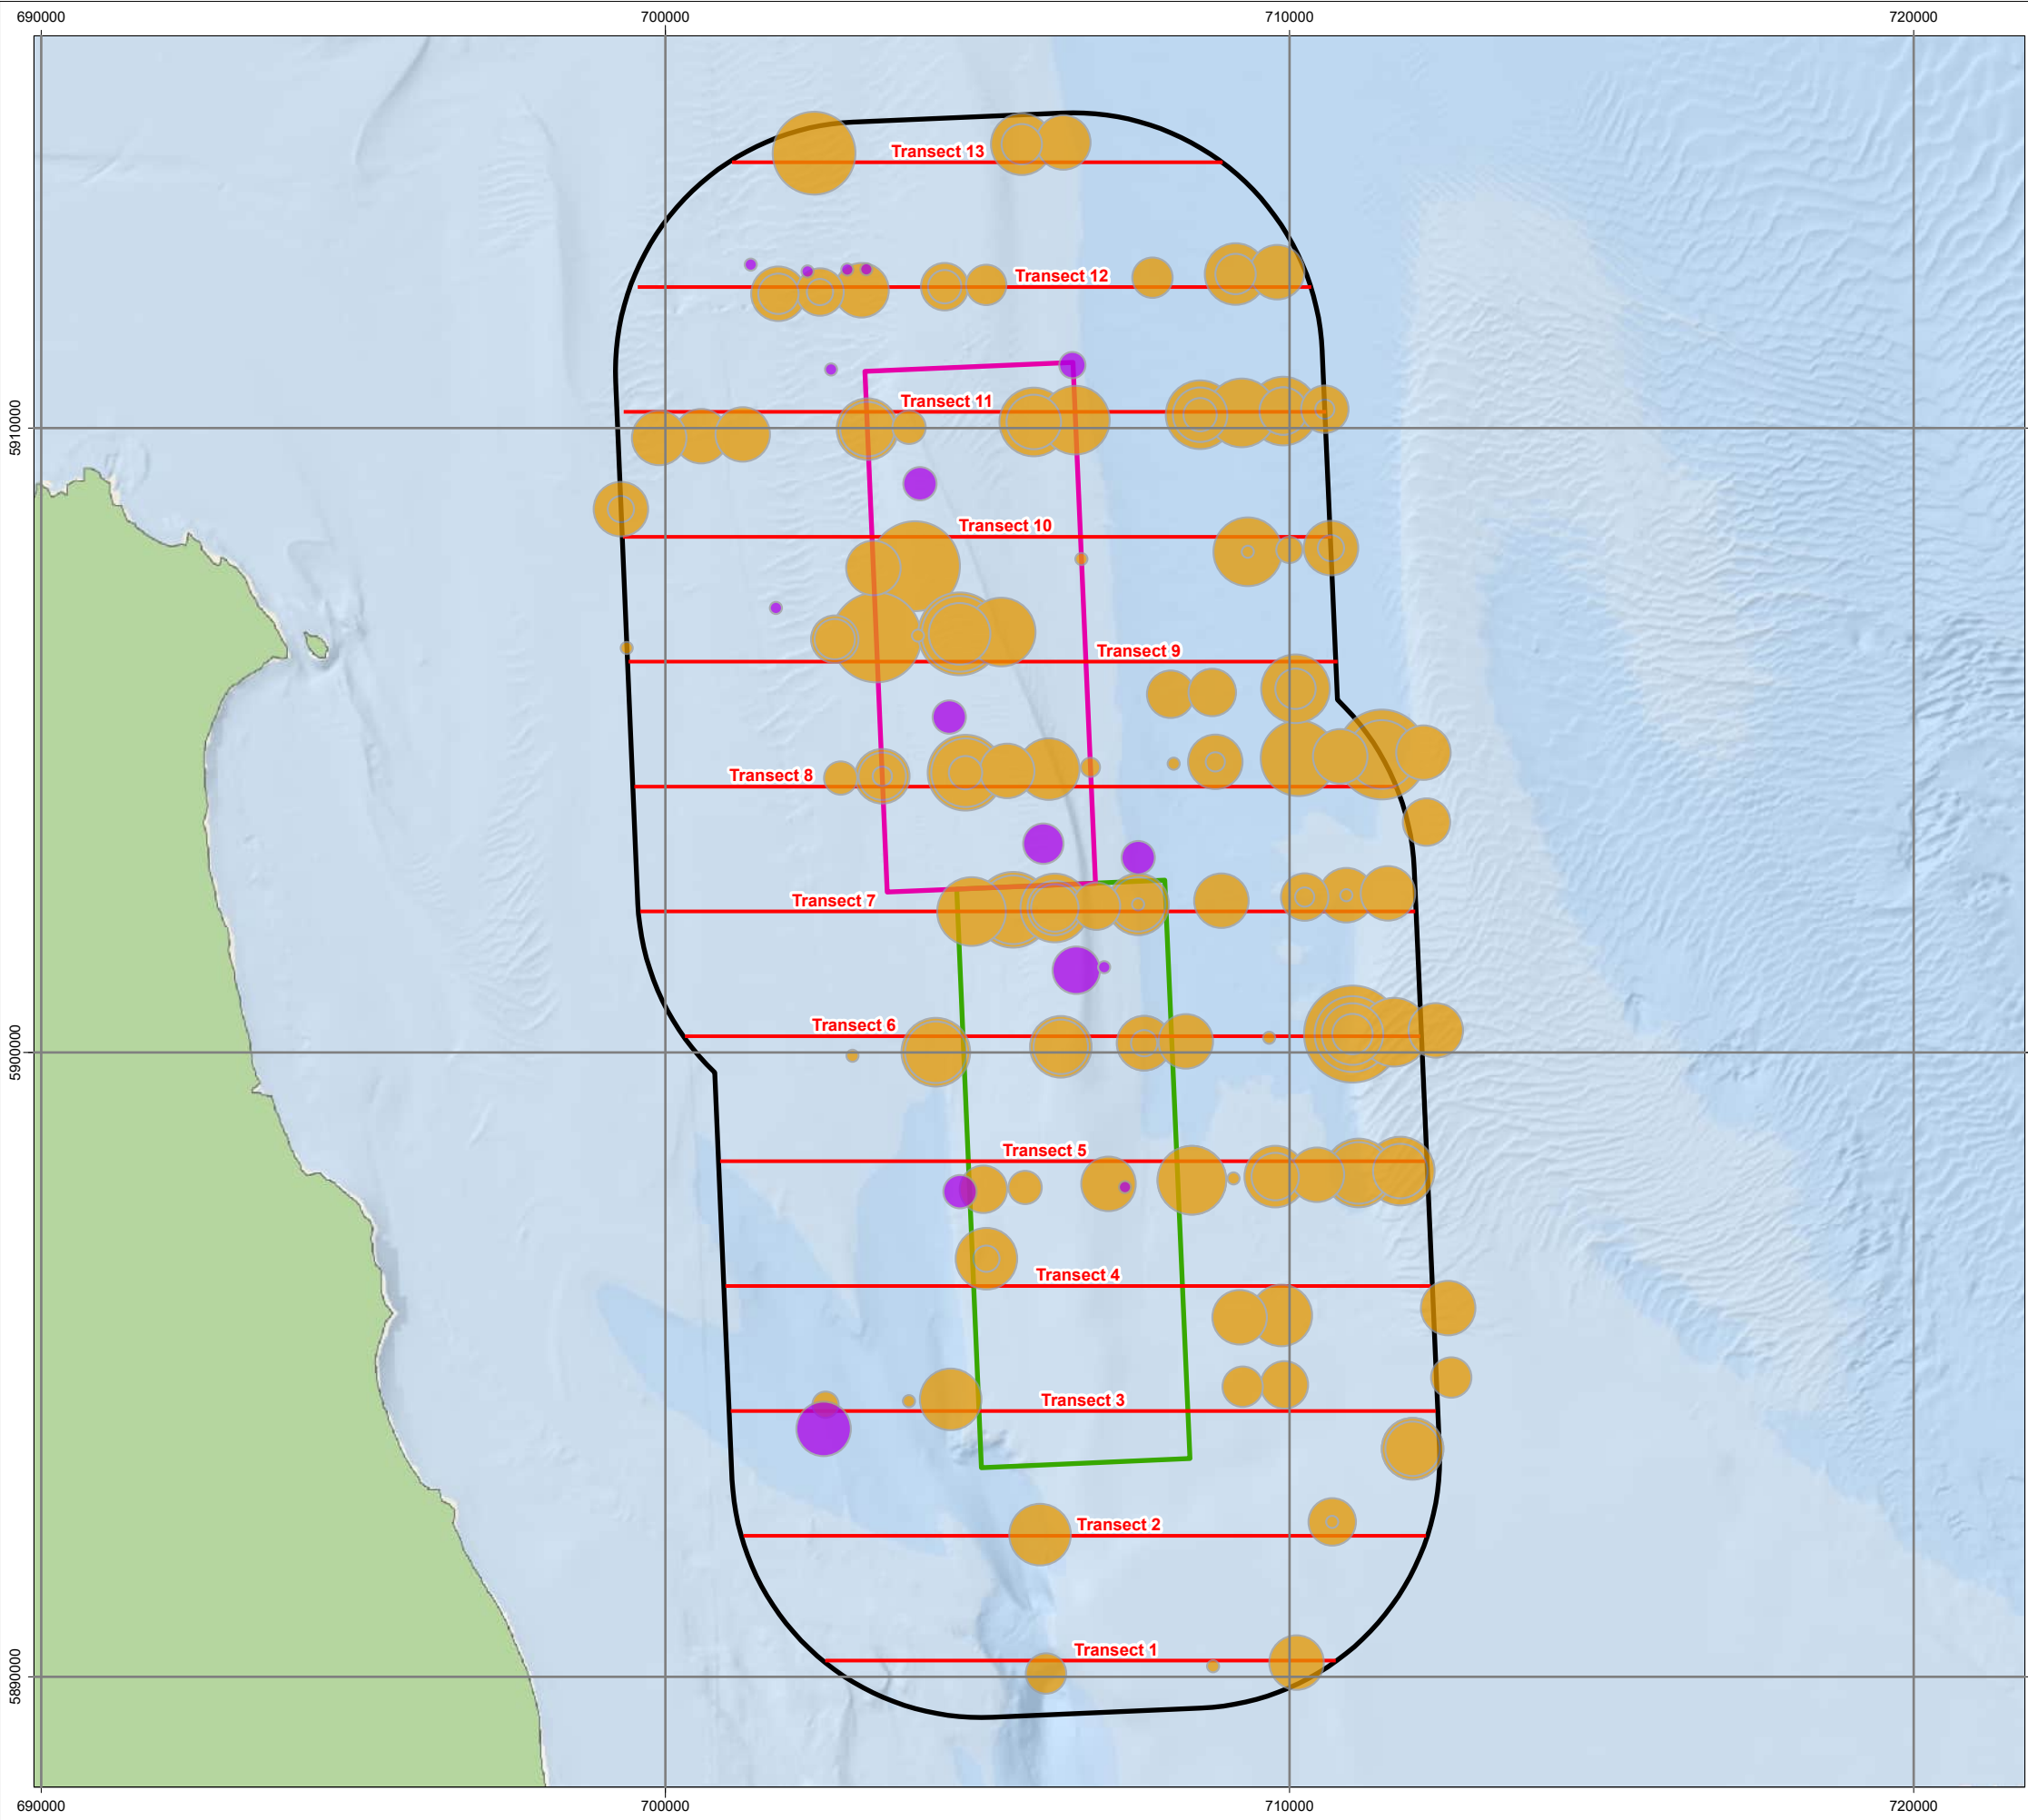 690000
700000
710000
720000
Transect 13
Transect 12
Transect 11
5910000
Transect 10
Transect 9
Transect 8
Transect 7
Transect 6
5900000
Transect 5
Transect 4
Transect 3
Transect 2
Transect 1
5890000
690000
700000
710000
720000